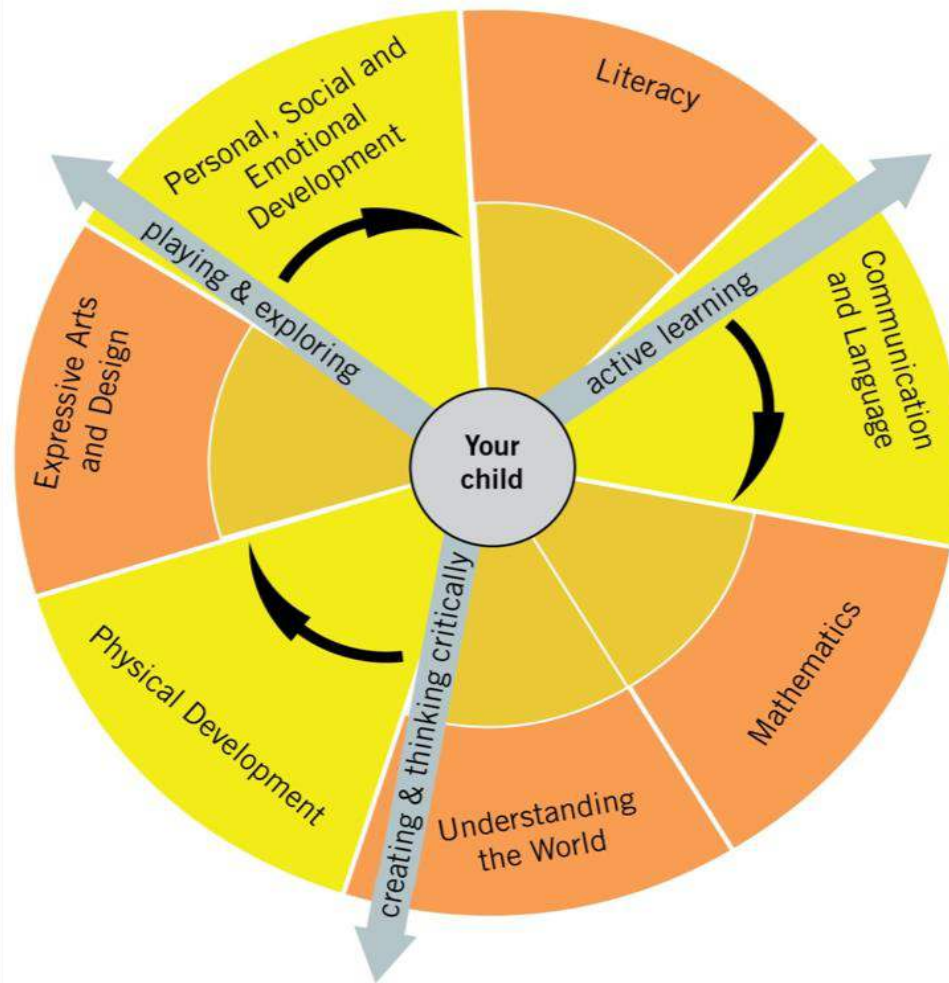 Personal, Social and
Emotional
Development
Literacy
Communication
and Language
Mathematics
Understanding
the World
Physical Development
Expressive Arts
and Design
playing & exploring
active learning
creating & thinking critically
Your
child